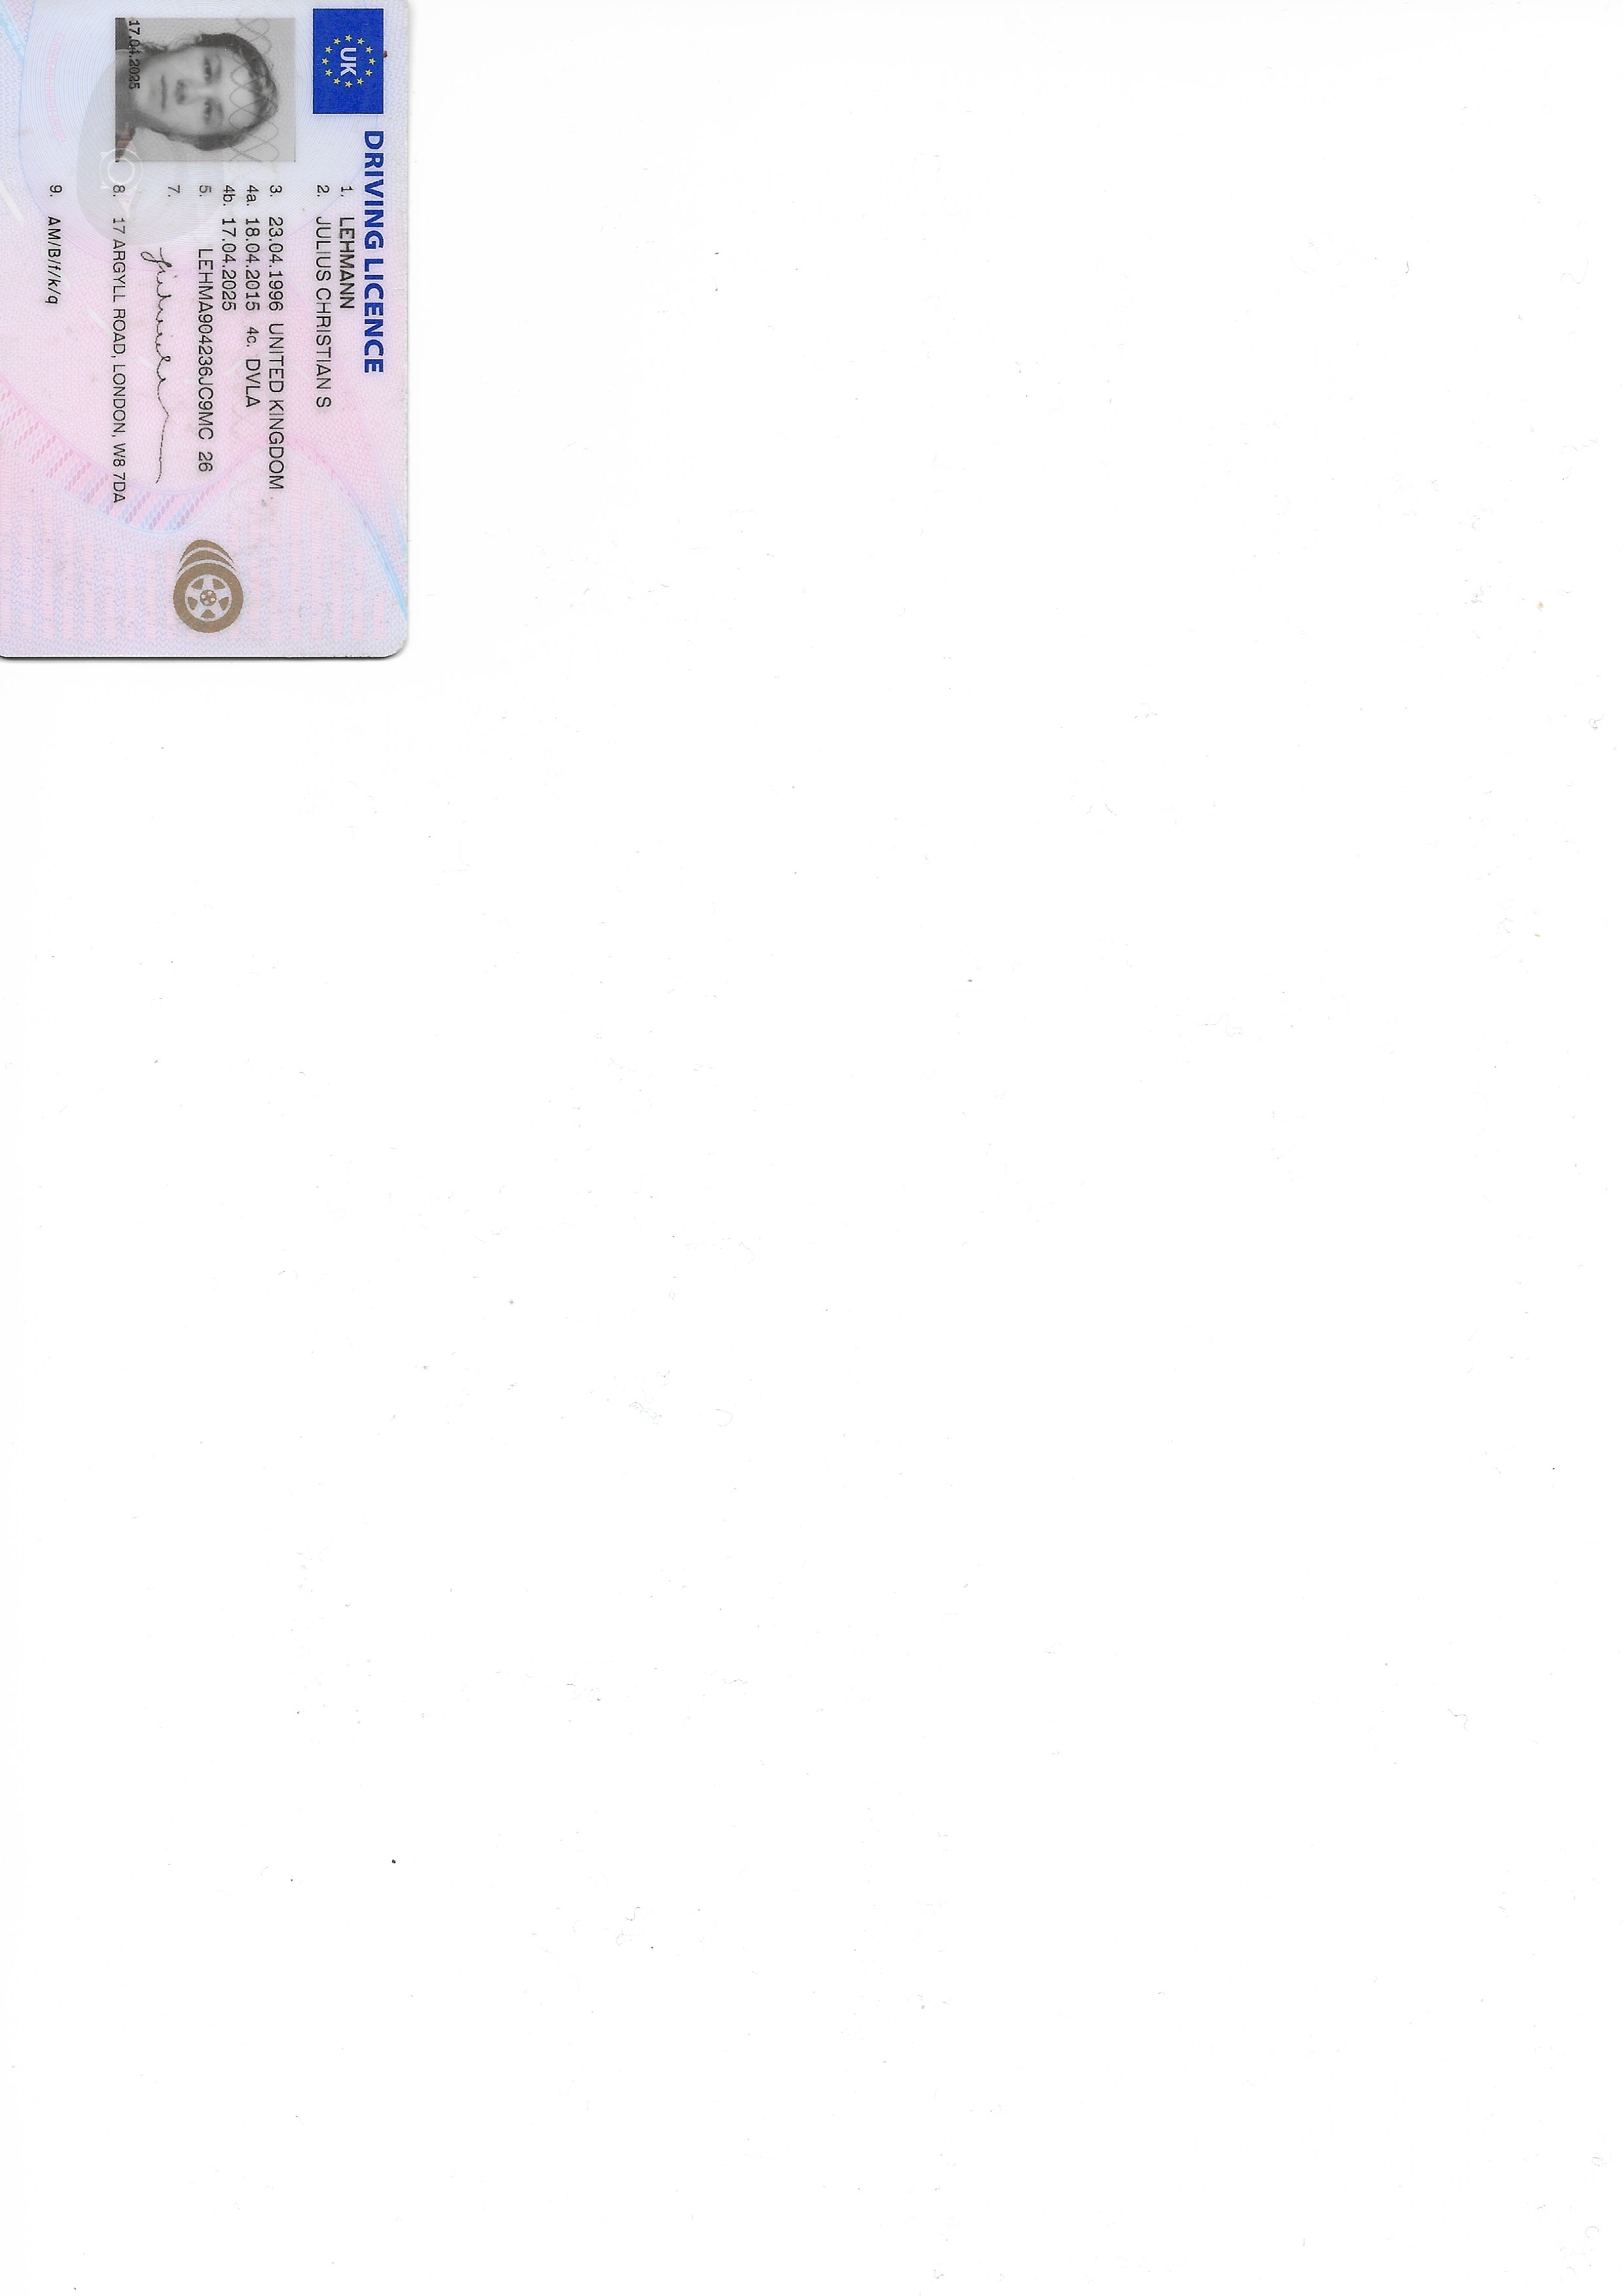 UK
DRIVING LICENCE
1. LEHMANN
2. JULIUS CHRISTIAN S
3. 23.04.1996 UNITED KINGDOM
4a. 18.04.2015 4c. DVLA
4b. 17.04.2025
5. LEHMA904236JC9MC 26
7.
8. 17 ARGYLL ROAD, LONDON, W8 7DA
9. AM/B/f/k/q
17.04.2025